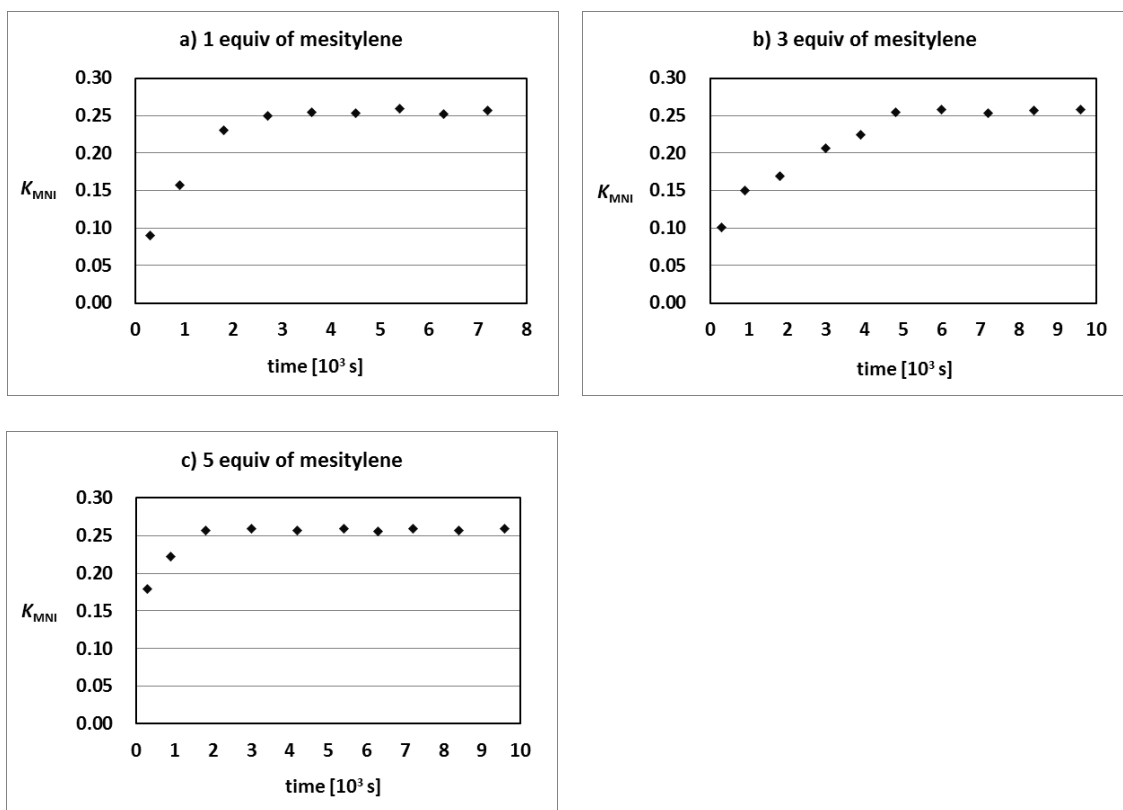 a) 1 equiv of mesitylene
0.30
0.25
0.20
0.15
0.10
0.05
0.00
KMNI
0 1 2 3 4 5 6 7 8
time [10³ s]
b) 3 equiv of mesitylene
0.30
0.25
0.20
0.15
0.10
0.05
0.00
KMNI
0 1 2 3 4 5 6 7 8 9 10
time [10³ s]
c) 5 equiv of mesitylene
0.30
0.25
0.20
0.15
0.10
0.05
0.00
KMNI
0 1 2 3 4 5 6 7 8 9 10
time [10³ s]